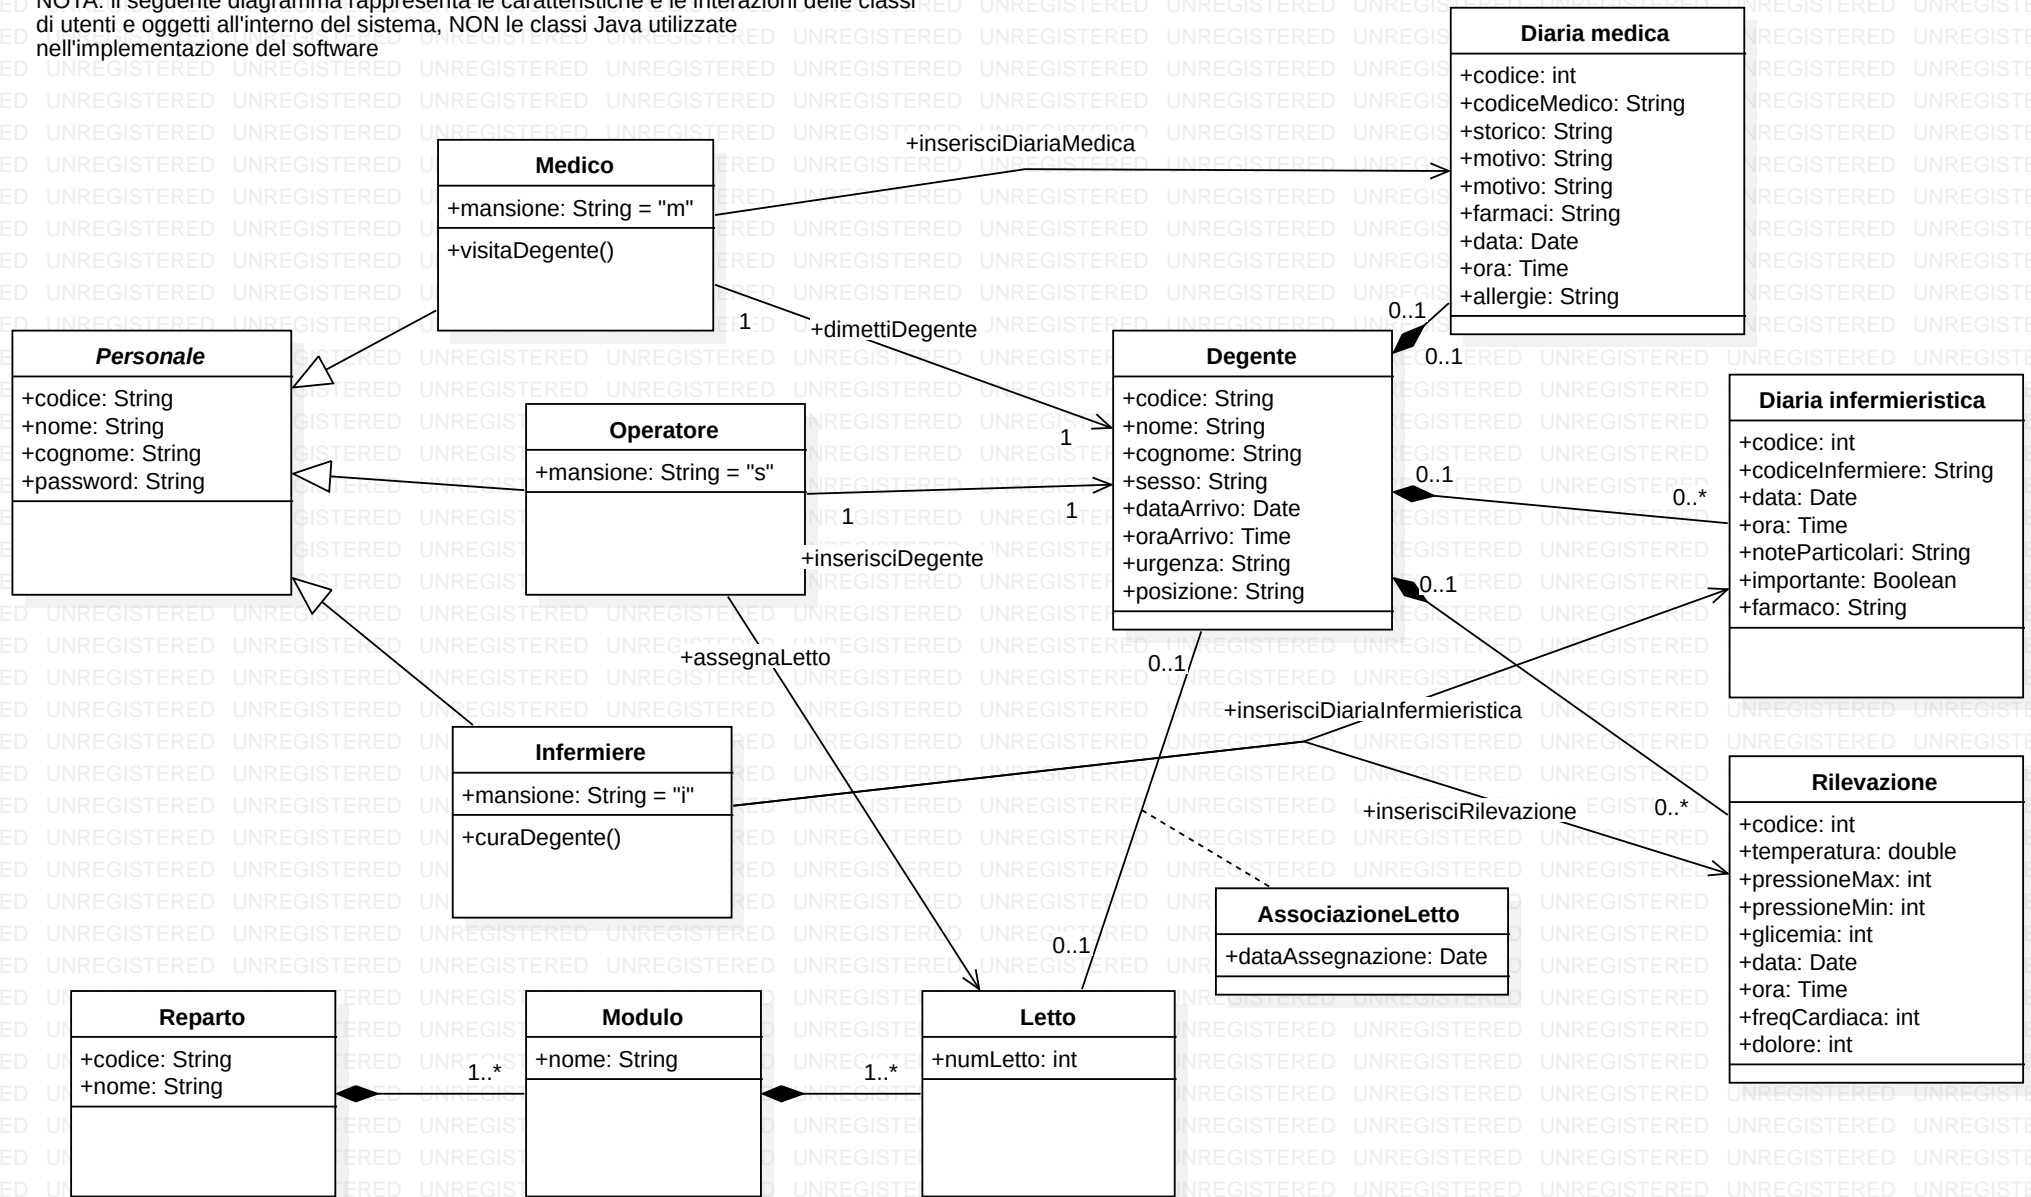 NOTA: il seguente diagramma rappresenta le caratteristiche e le interazioni delle classi
di utenti e oggetti all'interno del sistema, NON le classi Java utilizzate
nell'implementazione del software
Diaria medica
+codice: int
+codiceMedico: String
+storico: String
+motivo: String
+motivo: String
+farmaci: String
+data: Date
+ora: Time
+allergie: String
+inserisciDiariaMedica
Medico
+mansione: String = "m"
+visitaDegente()
1
+dimettiDegente
1
0..1
0..1
Personale
+codice: String
+nome: String
+cognome: String
+password: String
Operatore
+mansione: String = "s"
1
1
+inserisciDegente
Degente
+codice: String
+nome: String
+cognome: String
+sesso: String
+dataArrivo: Date
+oraArrivo: Time
+urgenza: String
+posizione: String
0..1
0..*
0..1
Diaria infermieristica
+codice: int
+codiceInfermiere: String
+data: Date
+ora: Time
+noteParticolari: String
+importante: Boolean
+farmaco: String
+assegnaLetto
0..1
+inserisciDiariaInfermieristica
Infermiere
+mansione: String = "i"
+curaDegente()
+inserisciRilevazione
0..*
Rilevazione
+codice: int
+temperatura: double
+pressioneMax: int
+pressioneMin: int
+glicemia: int
+data: Date
+ora: Time
+freqCardiaca: int
+dolore: int
AssociazioneLetto
+dataAssegnazione: Date
0..1
Reparto
+codice: String
+nome: String
1..*
Modulo
+nome: String
1..*
Letto
+numLetto: int
UNREGISTERED